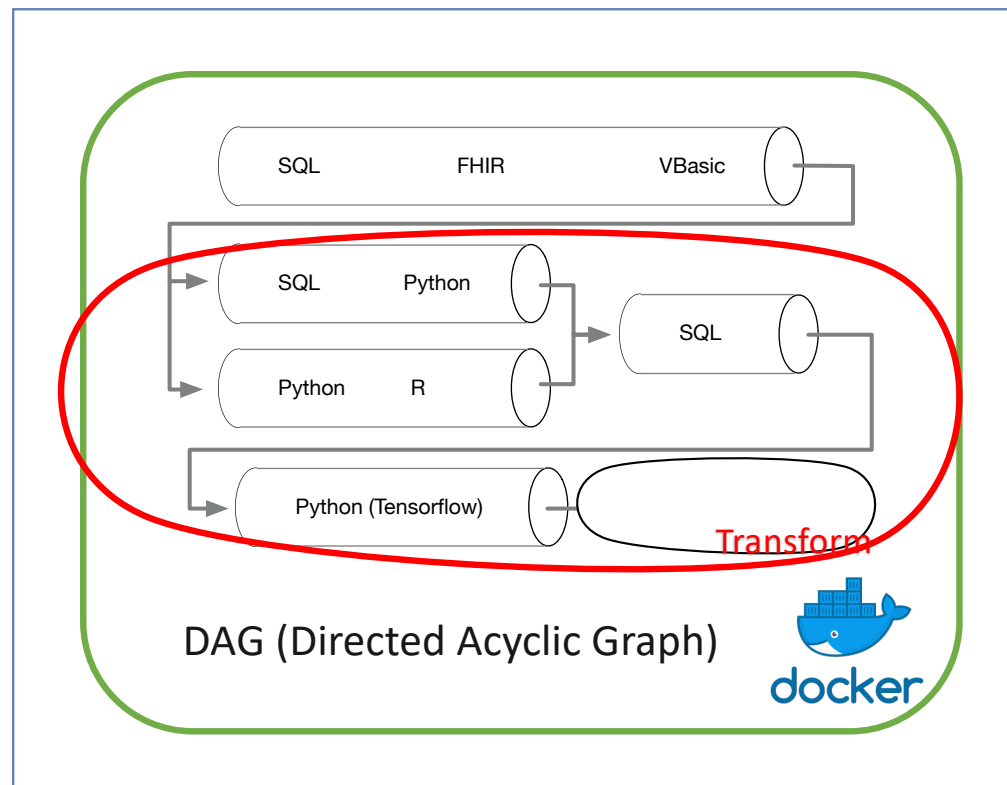 SQL FHIR VBasic
SQL Python
SQL
Python R
Python (Tensorflow)
Transform
DAG (Directed Acyclic Graph)
docker